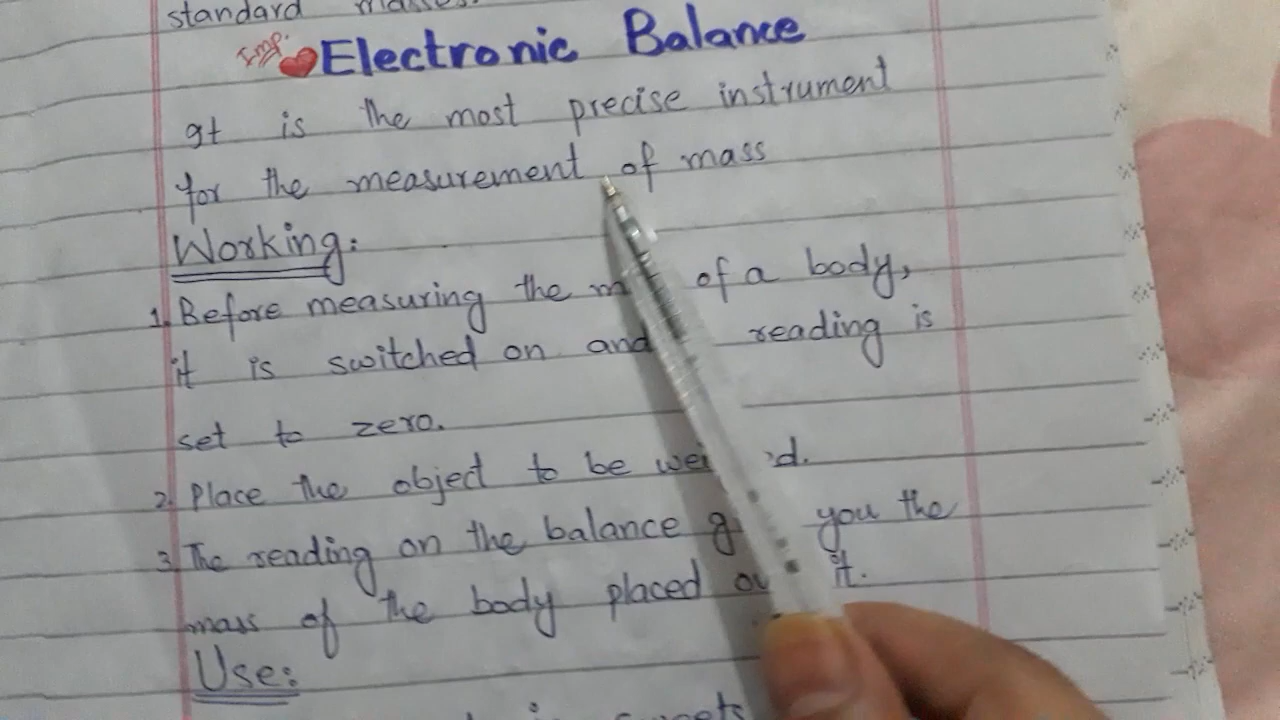 standard masses.
Imp. Electronic Balance
It is the most precise instrument
for the measurement of mass
Working:
1. Before measuring the of a body,
it is switched on and reading is
set to zero.
2. Place the object to be
3. The reading on the balance you the
mass of the body placed it.
Use: